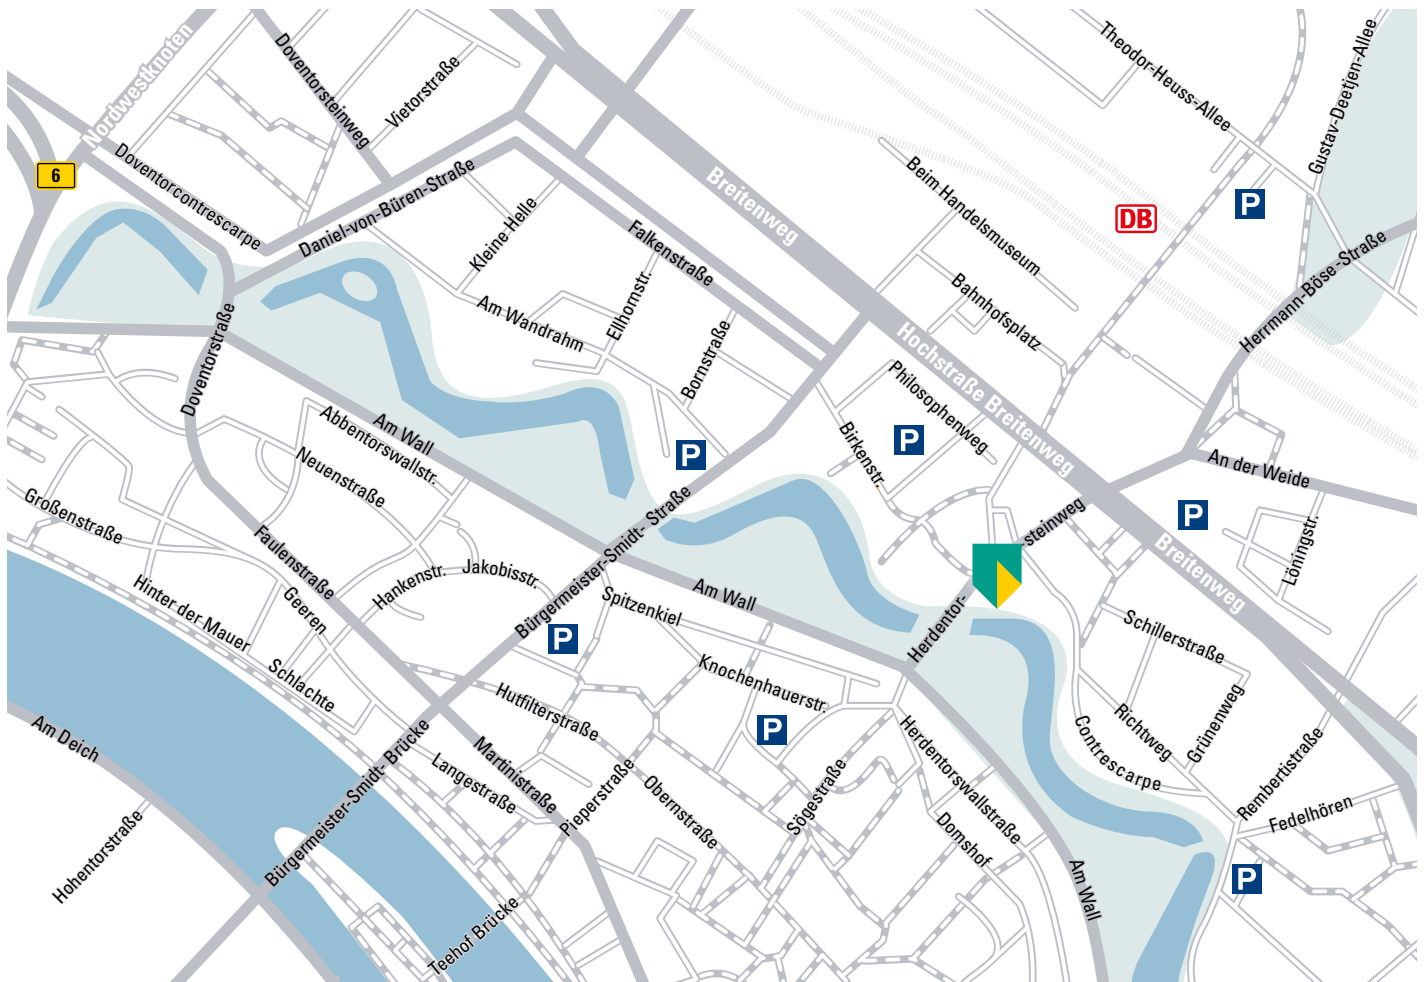 Nordwestknoten
Doventorsteinweg
Vietorstraße
Theodor-Heuss-Allee
Gustav-Deetjen-Allee
6
Doventorcontrescarpe
Daniel-von-Büren-Straße
Breitenweg
Beim Handelsmuseum
DB
P
Kleine Helle
Falkenstraße
Herrmann-Böse -Straße
Ellhornstr.
Am Wandrahm
Bahnhofsplatz
Doventorstraße
Bornstraße
Hochstraße Breitenweg
Philosophenweg
Abbentorswallstr.
Am Wall
Birkenstr.
P
P
An der Weide
Neuenstraße
Großenstraße
P
Faulenstraße
Bürgermeister-Smidt- Straße
Herdentor-
-steinweg
Breitenweg
Löningstr.
Hankenstr.
Jakobisstr.
Geeren
Hinter der Mauer
Am Wall
Spitzenkiel
P
Schillerstraße
Schlachte
Knochenhauerstr.
Hutfilterstraße
P
Am Deich
Martinistraße
Langestraße
Herdentorswallstraße
Contrescarpe
Richtweg
Grünenweg
Rembertistraße
Bürgermeister-Smidt- Brücke
Pieperstraße
Obernstraße
Sögestraße
Fedelhören
Hohentorstraße
Domshof
Am Wall
P
Teehof Brücke